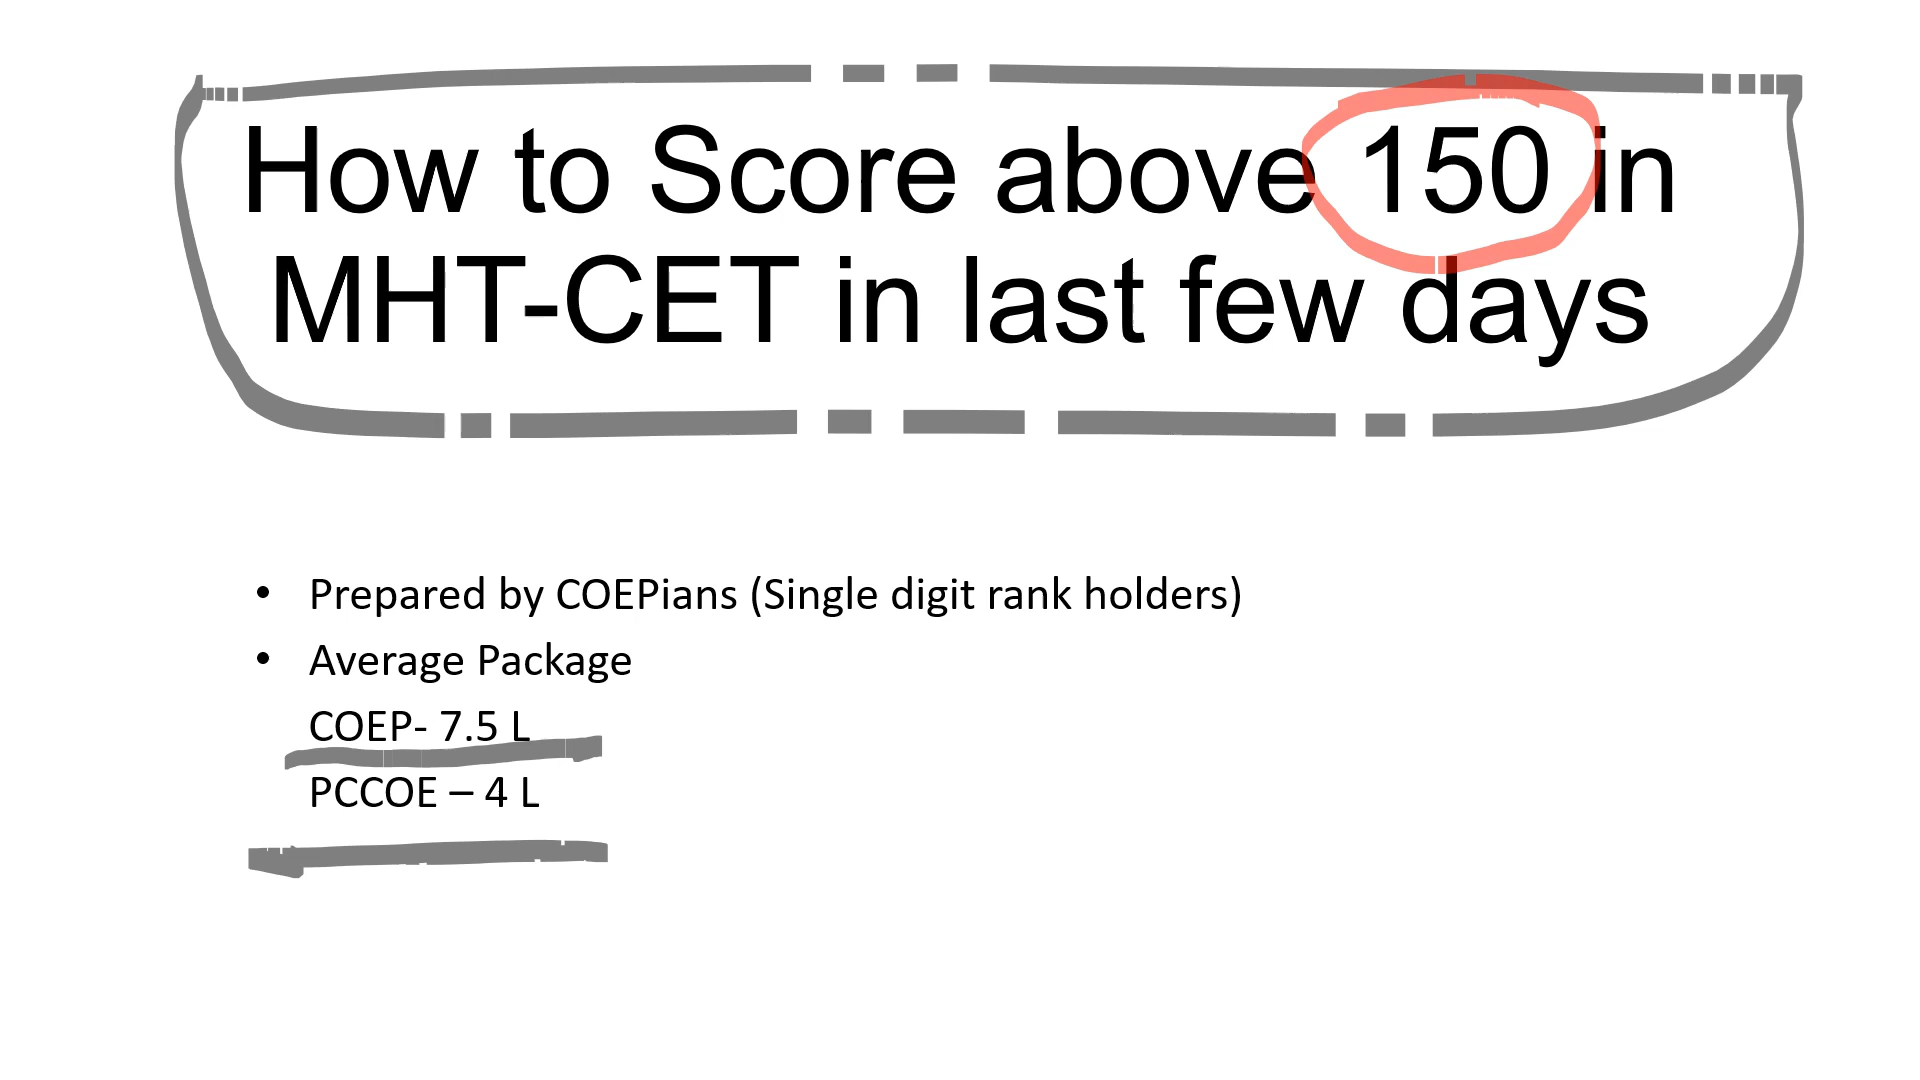 How to Score above 150 in
MHT-CET in last few days
• Prepared by COEPians (Single digit rank holders)
• Average Package
COEP- 7.5 L
PCCOE – 4 L